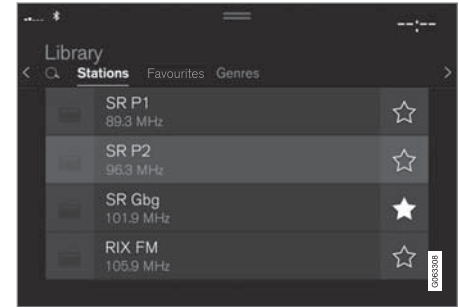 --:--
Library
Stations Favourites Genres
SR P1
89.3 MHz
SR P2
96.3 MHz
SR Gbg
101.9 MHz
RIX FM
105.9 MHz
G063308